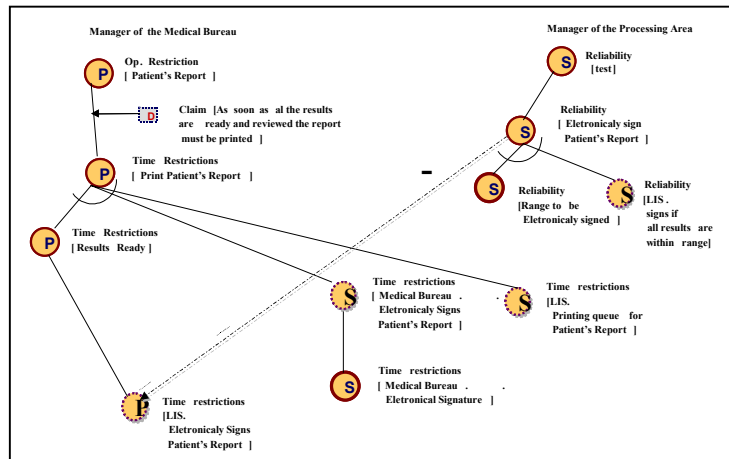 Manager of the Medical Bureau
Manager of the Processing Area
P
Op. Restriction
[ Patient's Report ]
S
Reliability
[test]
D
Claim [As soon as al the results
are ready and reviewed the report
must be printed ]
S
Reliability
[ Eletronicaly sign
Patient's Report ]
P
Time Restrictions
[ Print Patient's Report ]
-
S
Reliability
[Range to be
Eletronicaly signed ]
S
Reliability
[LIS .
signs if
all results are
within range]
P
Time Restrictions
[ Results Ready ]
S
Time restrictions
[ Medical Bureau . .
Eletronicaly Signs
Patient's Report ]
S
Time restrictions
[LIS.
Printing queue for
Patient's Report ]
S
Time restrictions
[ Medical Bureau . .
Eletronical Signature ]
P
Time restrictions
[LIS.
Eletronicaly Signs
Patient's Report ]